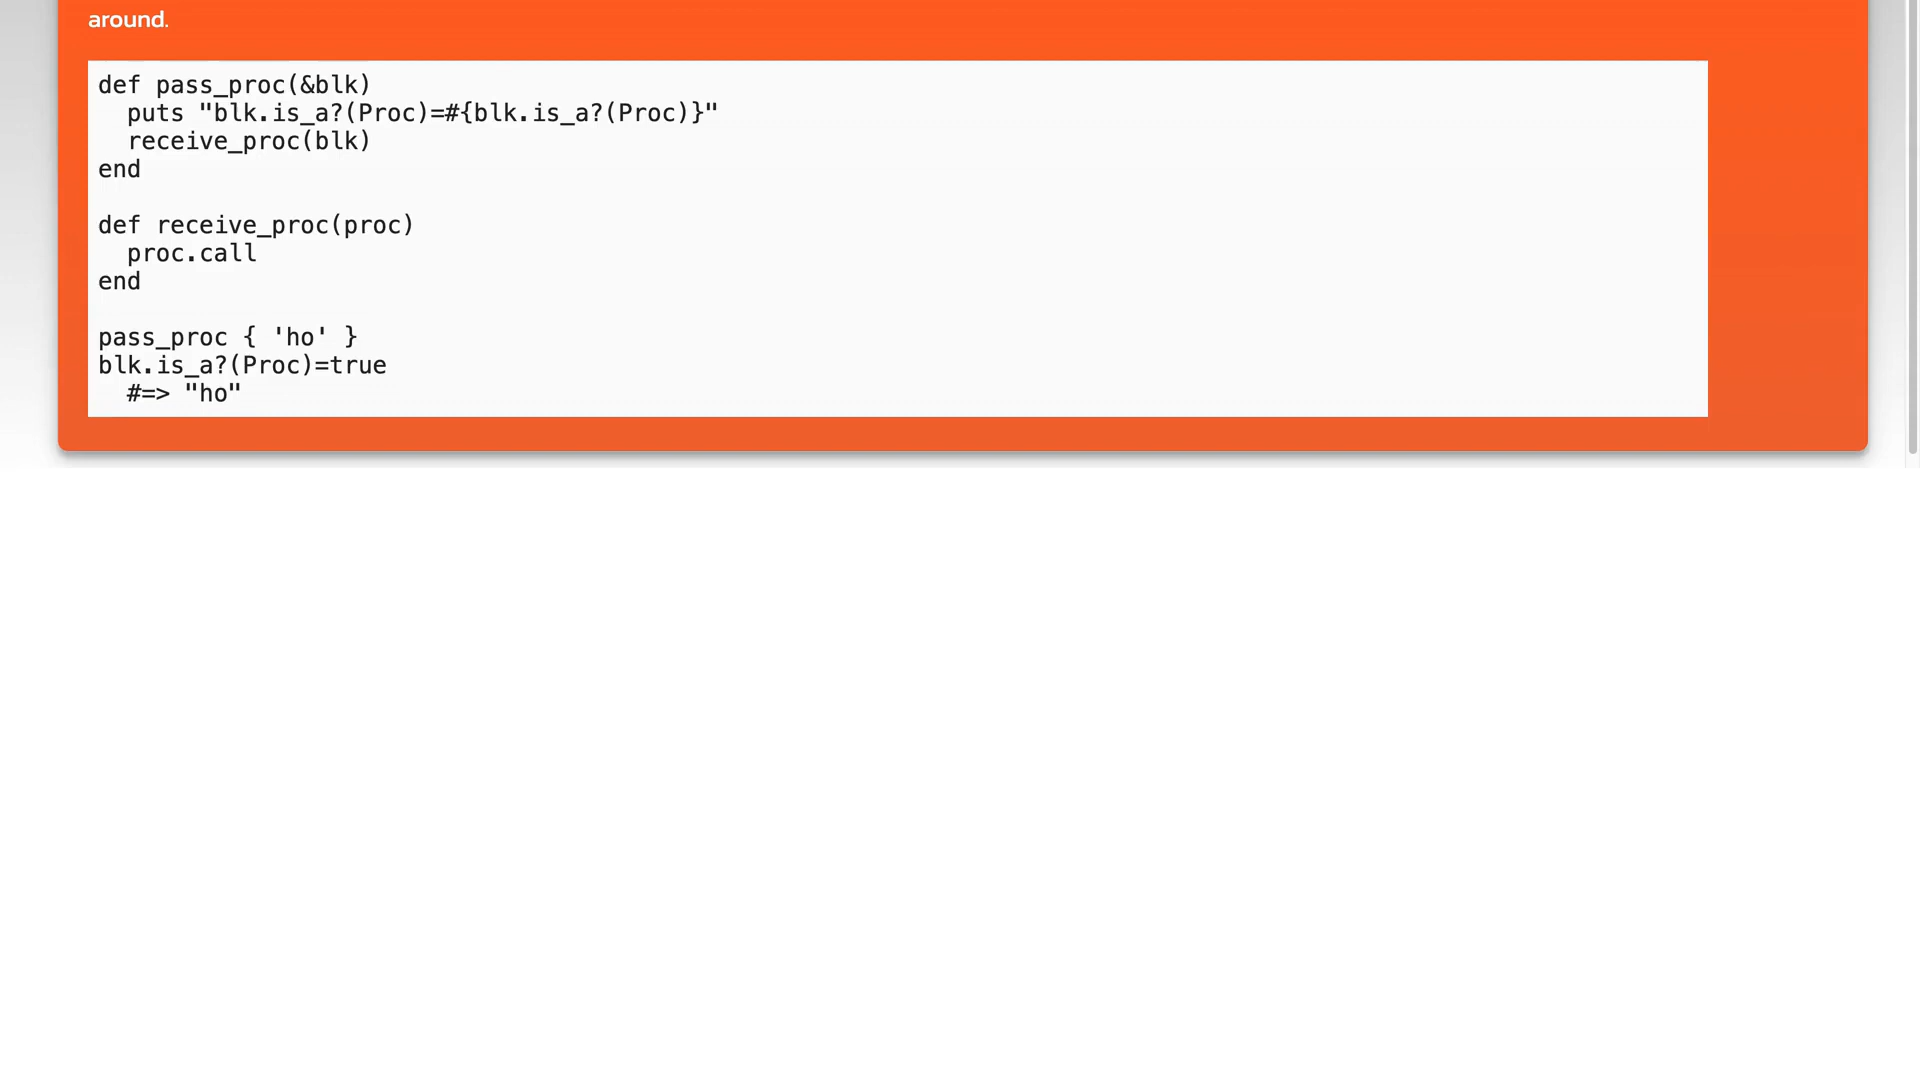 around.
def pass_proc(&blk)
  puts "blk.is_a?(Proc)=#{blk.is_a?(Proc)}"
  receive_proc(blk)
end

def receive_proc(proc)
  proc.call
end

pass_proc { 'ho' }
blk.is_a?(Proc)=true
  #=> "ho"